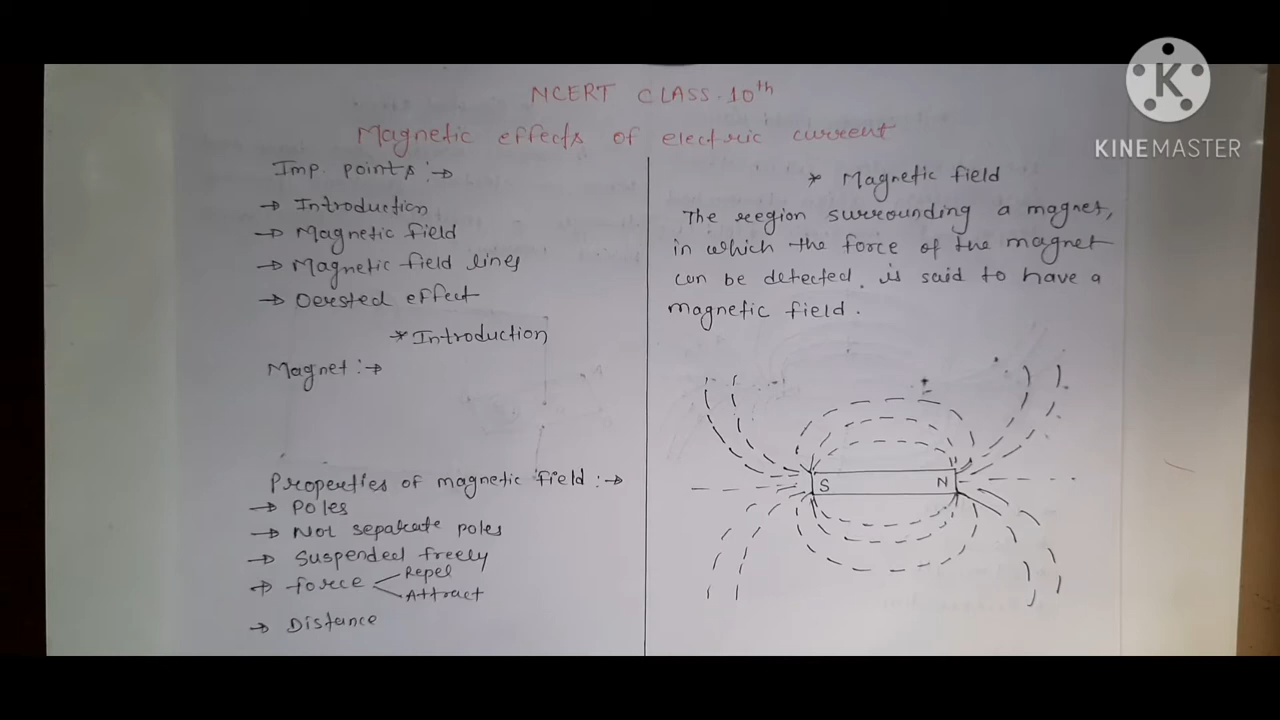 NCERT CLASS.10th
Magnetic effects of electric current
Imp. points :→
→ Introduction
→ Magnetic field
→ Magnetic field lines
→ Oersted effect
* Introduction
Magnet :→
Properties of magnetic field :→
→ Poles
→ Not separate poles
→ Suspended freely
→ force < Repel
Attract
→ Distance
* Magnetic field
The region surrounding a magnet,
in which the force of the magnet
can be detected, is said to have a
magnetic field.
S N
K
KINEMASTER